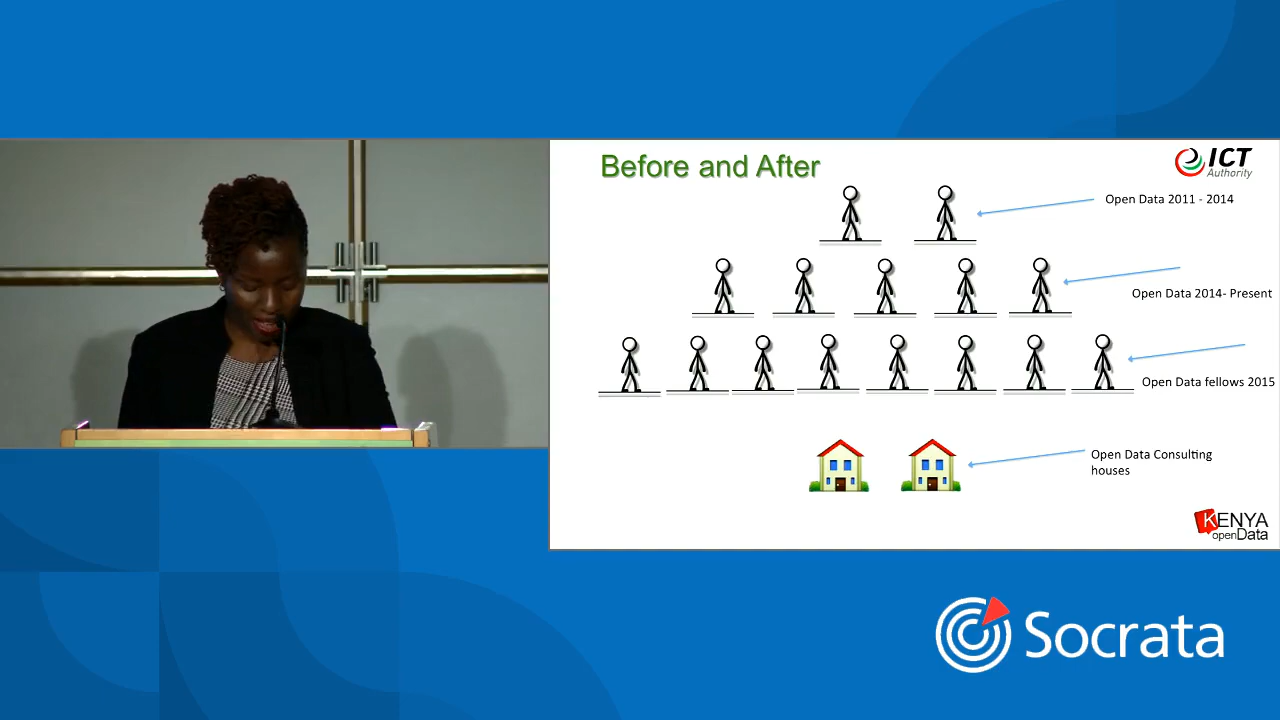 Before and After
ICT
Authority
Open Data 2011 - 2014
Open Data 2014- Present
Open Data fellows 2015
Open Data Consulting
houses
KENYA
openData
Socrata